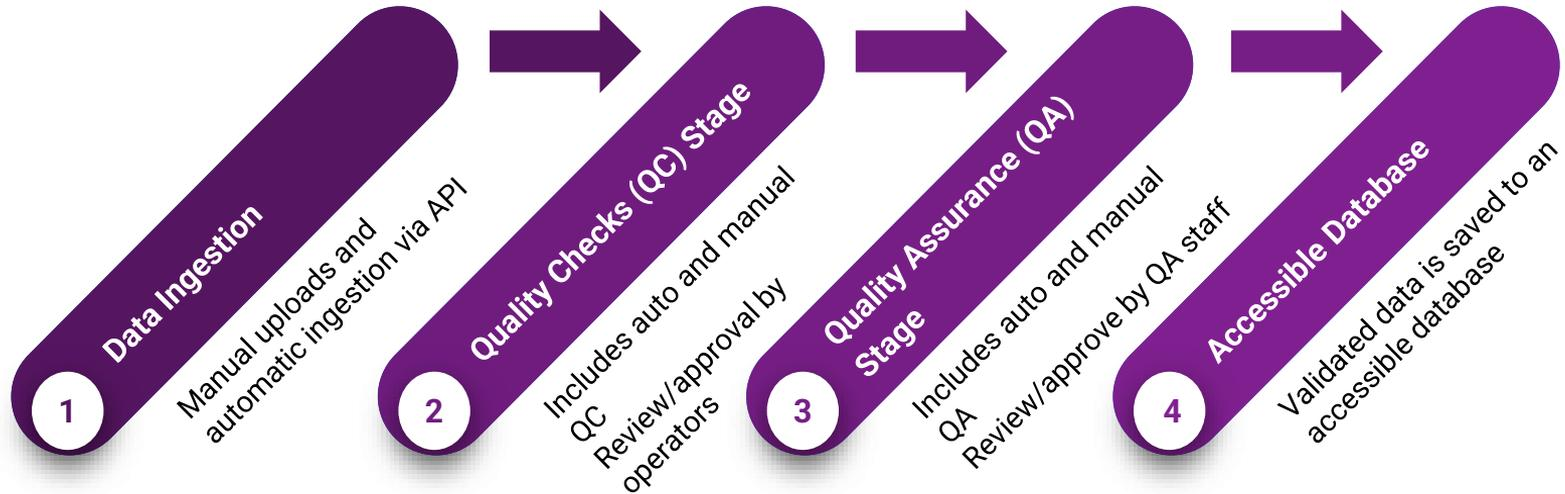 1
Data Ingestion
Manual uploads and
automatic ingestion via API
2
Quality Checks (QC) Stage
Includes auto and manual
QC
Review/approval by
operators
3
Quality Assurance (QA)
Stage
Includes auto and manual
QA
Review/approve by QA staff
4
Accessible Database
Validated data is saved to an
accessible database